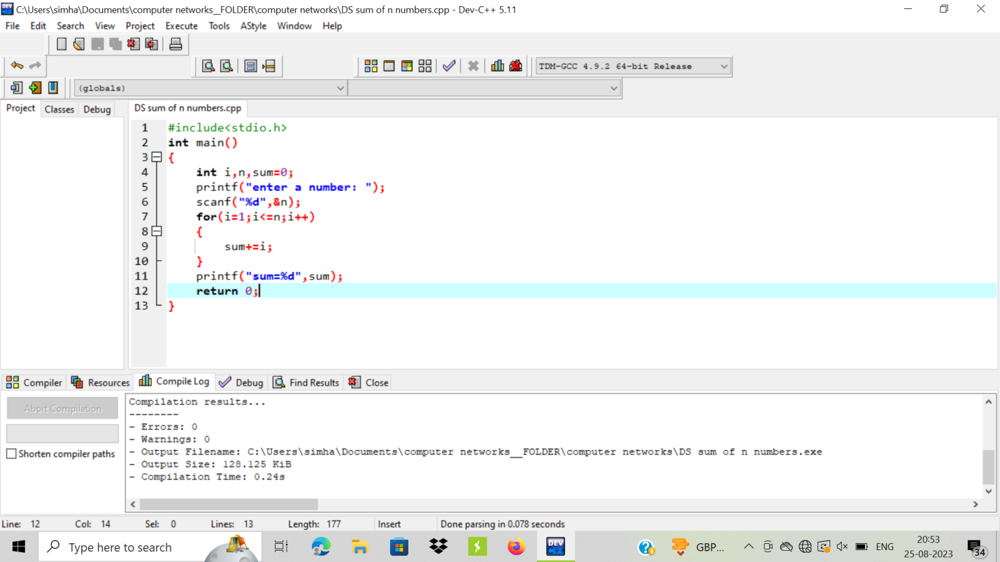 C:\Users\simha\Documents\computer networks__FOLDER\computer networks\DS sum of n numbers.cpp - Dev-C++ 5.11
File Edit Search View Project Execute Tools AStyle Window Help
TDM-GCC 4.9.2 64-bit Release
(globals)
Project Classes Debug DS sum of n numbers.cpp
1 #include<stdio.h>
2 int main()
3 {
4 int i,n,sum=0;
5 printf("enter a number: ");
6 scanf("%d",&n);
7 for(i=1;i<=n;i++)
8 {
9 sum+=i;
10 }
11 printf("sum=%d",sum);
12 return 0;
13 }
Compiler Resources Compile Log Debug Find Results Close
Abort Compilation
Shorten compiler paths
Compilation results...
--------
- Errors: 0
- Warnings: 0
- Output Filename: C:\Users\simha\Documents\computer networks__FOLDER\computer networks\DS sum of n numbers.exe
- Output Size: 128.125 KiB
- Compilation Time: 0.24s
Line: 12 Col: 14 Sel: 0 Lines: 13 Length: 177 Insert Done parsing in 0.078 seconds
Type here to search
DEV C++
GBP...
ENG
20:53
25-08-2023
34